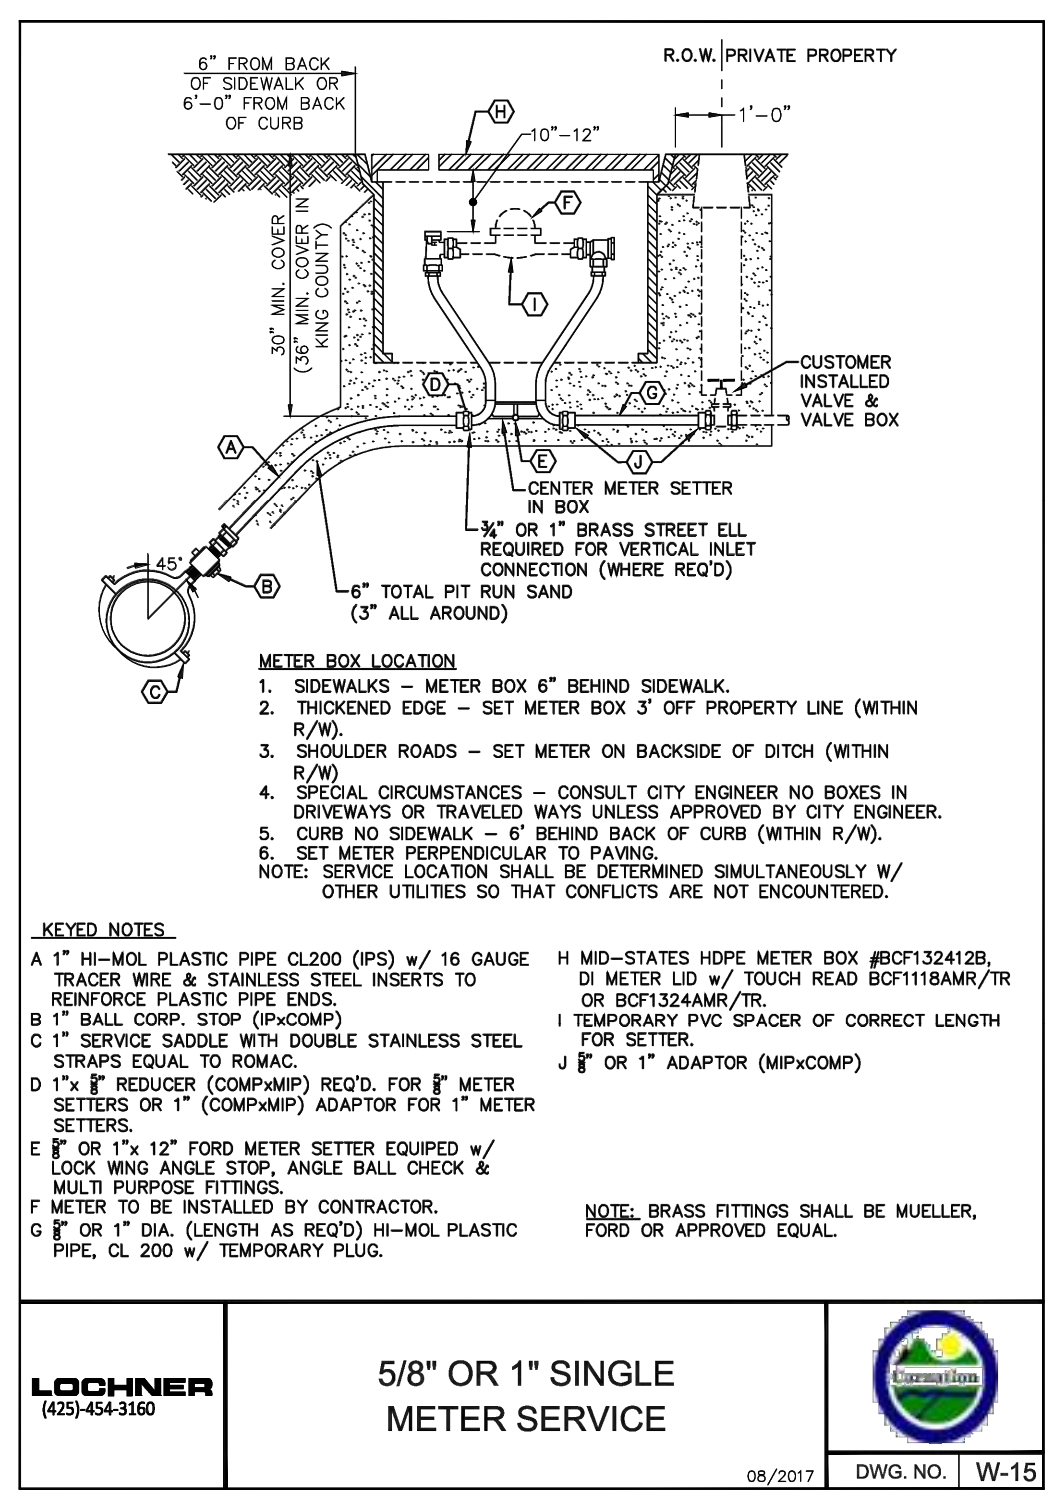 6" FROM BACK
OF SIDEWALK OR
6'-0" FROM BACK
OF CURB
R.O.W. PRIVATE PROPERTY
H
10"-12"
1'-0"
F
30" MIN. COVER
(36" MIN. COVER IN
KING COUNTY)
I
CUSTOMER
INSTALLED
VALVE &
VALVE BOX
D
G
A
E
J
CENTER METER SETTER
IN BOX
¾" OR 1" BRASS STREET ELL
REQUIRED FOR VERTICAL INLET
CONNECTION (WHERE REQ'D)
45°
B
6" TOTAL PIT RUN SAND
(3" ALL AROUND)
C
METER BOX LOCATION
1. SIDEWALKS – METER BOX 6" BEHIND SIDEWALK.
2. THICKENED EDGE – SET METER BOX 3' OFF PROPERTY LINE (WITHIN
R/W).
3. SHOULDER ROADS – SET METER ON BACKSIDE OF DITCH (WITHIN
R/W)
4. SPECIAL CIRCUMSTANCES – CONSULT CITY ENGINEER NO BOXES IN
DRIVEWAYS OR TRAVELED WAYS UNLESS APPROVED BY CITY ENGINEER.
5. CURB NO SIDEWALK – 6' BEHIND BACK OF CURB (WITHIN R/W).
6. SET METER PERPENDICULAR TO PAVING.
NOTE: SERVICE LOCATION SHALL BE DETERMINED SIMULTANEOUSLY W/
OTHER UTILITIES SO THAT CONFLICTS ARE NOT ENCOUNTERED.
KEYED NOTES
A 1" HI-MOL PLASTIC PIPE CL200 (IPS) w/ 16 GAUGE
TRACER WIRE & STAINLESS STEEL INSERTS TO
REINFORCE PLASTIC PIPE ENDS.
B 1" BALL CORP. STOP (IPxCOMP)
C 1" SERVICE SADDLE WITH DOUBLE STAINLESS STEEL
STRAPS EQUAL TO ROMAC.
D 1"x ⅝" REDUCER (COMPxMIP) REQ'D. FOR ⅝" METER
SETTERS OR 1" (COMPxMIP) ADAPTOR FOR 1" METER
SETTERS.
E ⅝" OR 1"x 12" FORD METER SETTER EQUIPED w/
LOCK WING ANGLE STOP, ANGLE BALL CHECK &
MULTI PURPOSE FITTINGS.
F METER TO BE INSTALLED BY CONTRACTOR.
G ⅝" OR 1" DIA. (LENGTH AS REQ'D) HI-MOL PLASTIC
PIPE, CL 200 w/ TEMPORARY PLUG.
H MID-STATES HDPE METER BOX #BCF132412B,
DI METER LID w/ TOUCH READ BCF1118AMR/TR
OR BCF1324AMR/TR.
I TEMPORARY PVC SPACER OF CORRECT LENGTH
FOR SETTER.
J ⅝" OR 1" ADAPTOR (MIPxCOMP)
NOTE: BRASS FITTINGS SHALL BE MUELLER,
FORD OR APPROVED EQUAL.
LOCHNER
(425)-454-3160
5/8" OR 1" SINGLE
METER SERVICE
08/2017
Carnation
DWG. NO. W-15